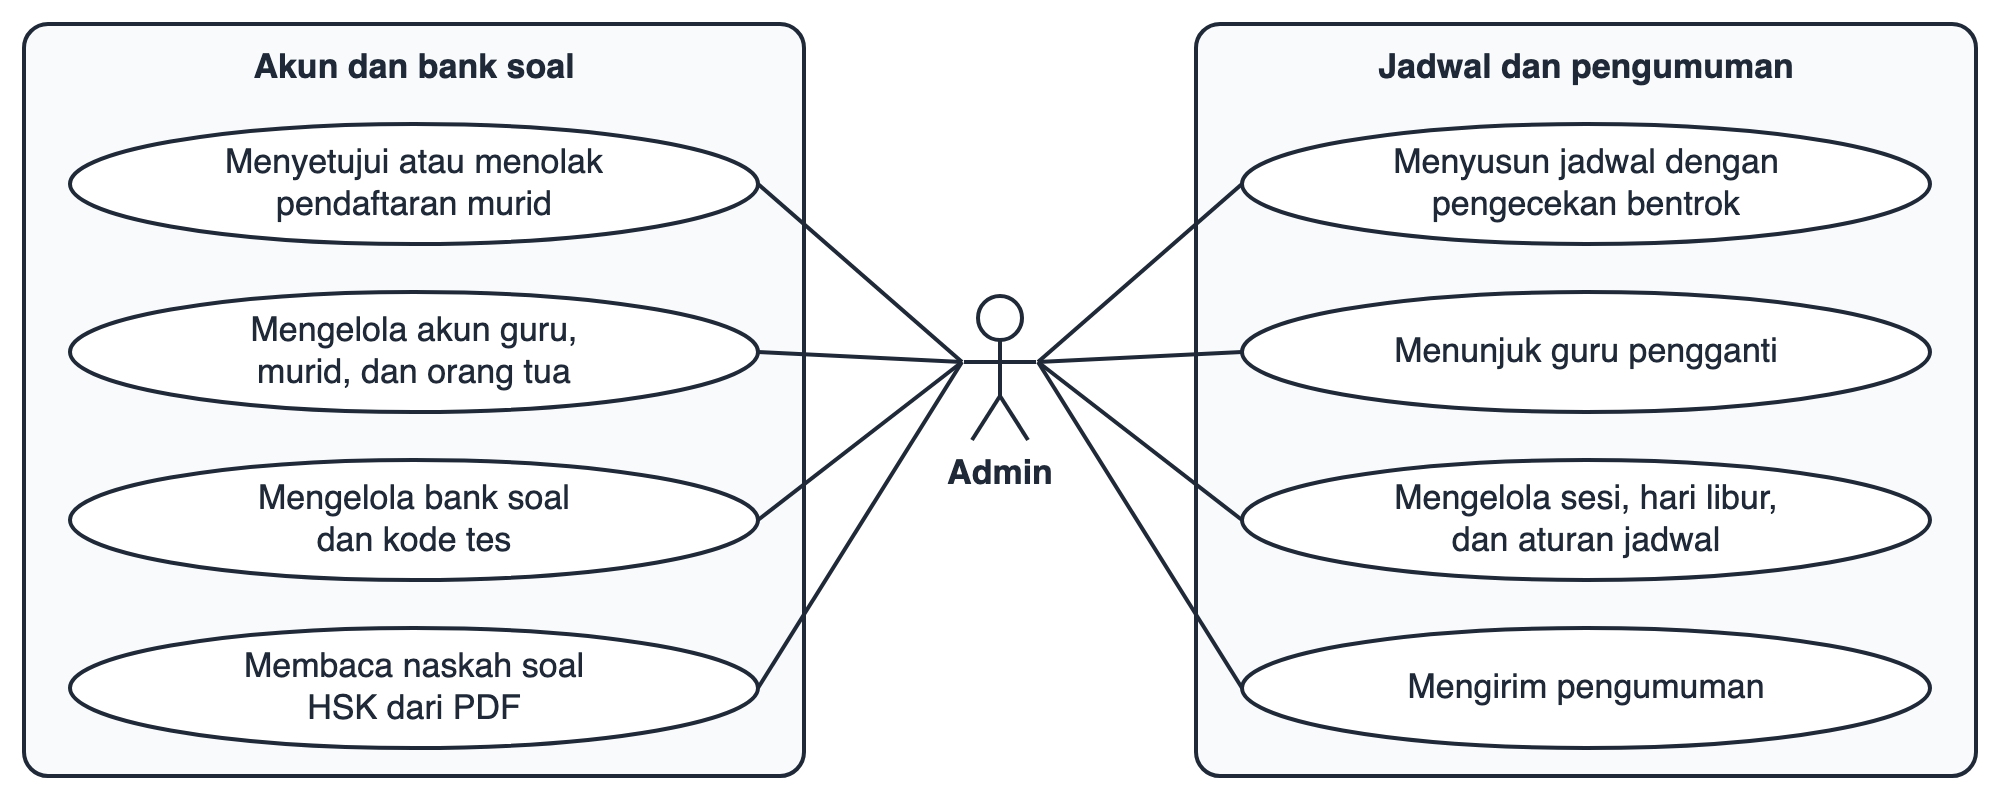 Akun dan bank soal
Menyetujui atau menolak
pendaftaran murid
Mengelola akun guru,
murid, dan orang tua
Mengelola bank soal
dan kode tes
Membaca naskah soal
HSK dari PDF
Admin
Jadwal dan pengumuman
Menyusun jadwal dengan
pengecekan bentrok
Menunjuk guru pengganti
Mengelola sesi, hari libur,
dan aturan jadwal
Mengirim pengumuman